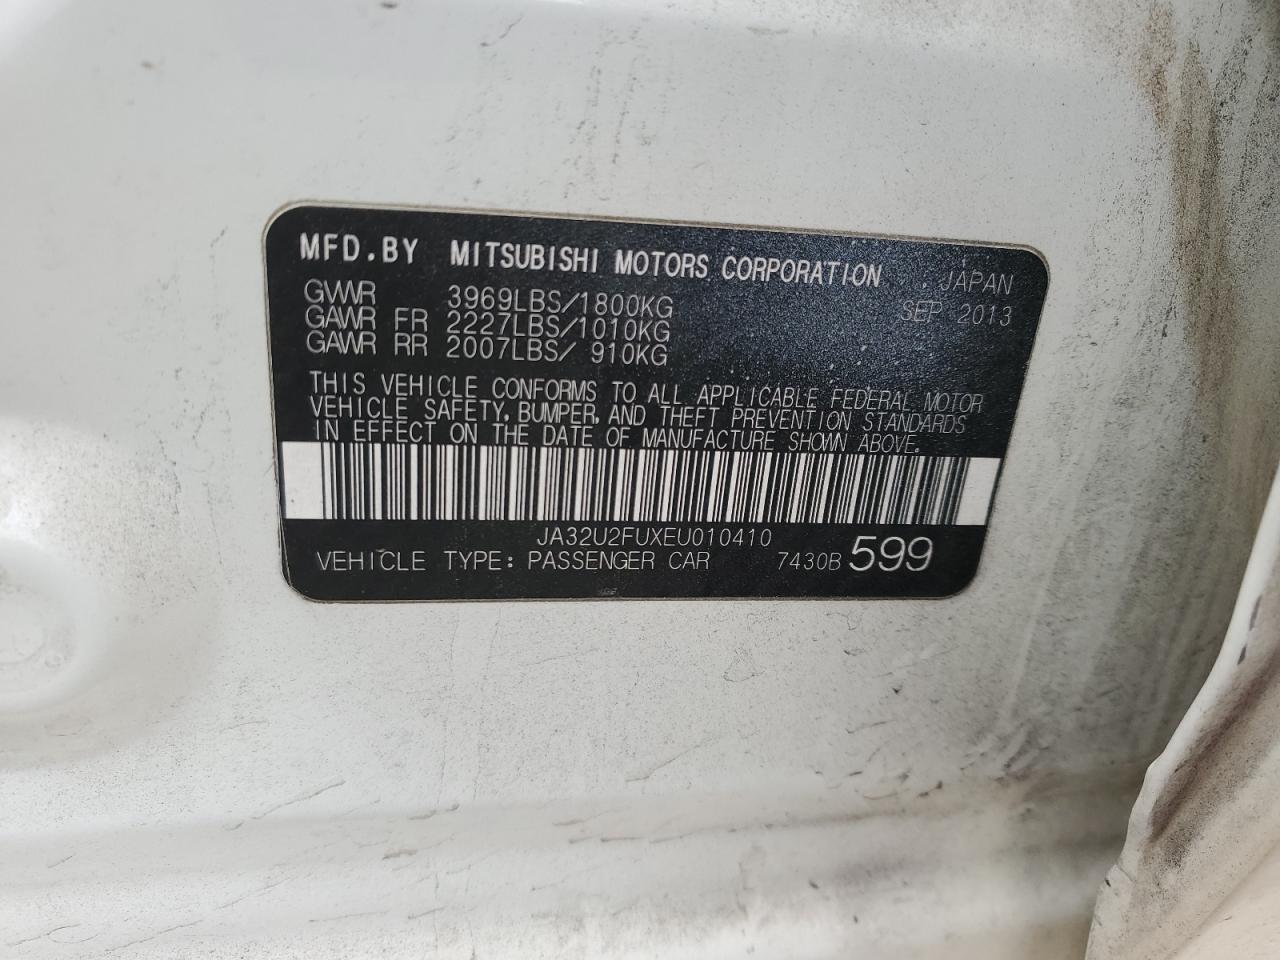 MFD.BY MITSUBISHI MOTORS CORPORATION JAPAN
GVWR 3969LBS/1800KG SEP 2013
GAWR FR 2227LBS/1010KG
GAWR RR 2007LBS/ 910KG
THIS VEHICLE CONFORMS TO ALL APPLICABLE FEDERAL MOTOR
VEHICLE SAFETY, BUMPER, AND THEFT PREVENTION STANDARDS
IN EFFECT ON THE DATE OF MANUFACTURE SHOWN ABOVE.
JA32U2FUXEU010410
VEHICLE TYPE: PASSENGER CAR 7430B 599